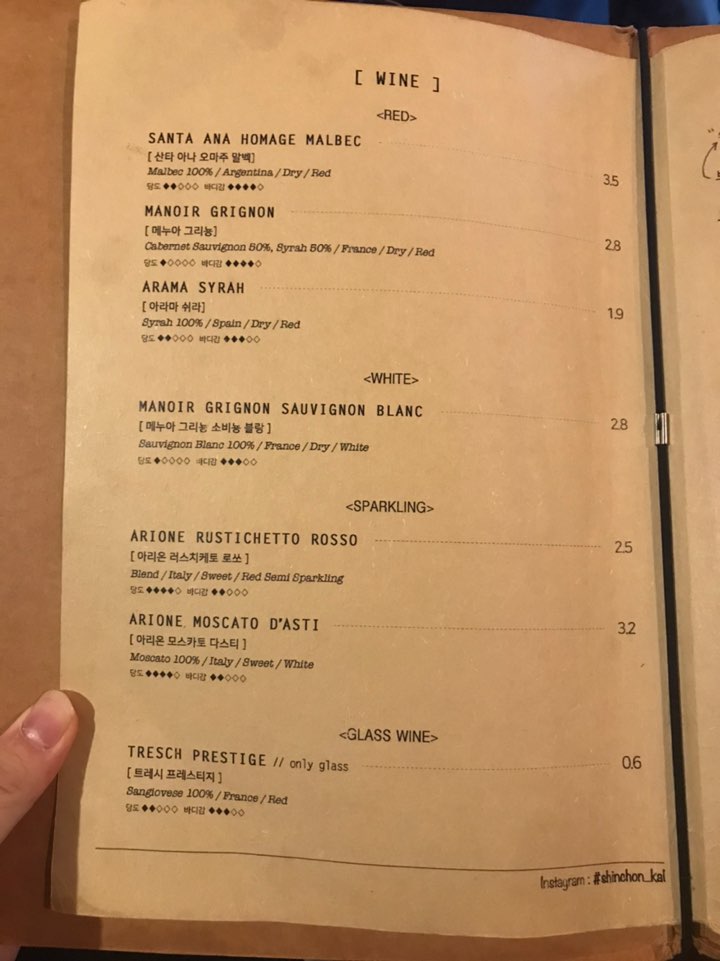 [ WINE ]
<RED>
SANTA ANA HOMAGE MALBEC 3.5
[ 산타 아나 오마주 말벡]
Malbec 100% / Argentina / Dry / Red
당도 ◆◆◇◇◇ 바디감 ◆◆◆◆◇
MANOIR GRIGNON 2.8
[ 메누아 그리뇽]
Cabernet Sauvignon 50%, Syrah 50% / France / Dry / Red
당도 ◆◇◇◇◇ 바디감 ◆◆◆◆◇
ARAMA SYRAH 1.9
[ 아라마 쉬라]
Syrah 100% / Spain / Dry / Red
당도 ◆◆◇◇◇ 바디감 ◆◆◆◇◇
<WHITE>
MANOIR GRIGNON SAUVIGNON BLANC 2.8
[ 메누아 그리뇽 소비뇽 블랑 ]
Sauvignon Blanc 100% / France / Dry / White
당도 ◆◇◇◇◇ 바디감 ◆◆◆◇◇
<SPARKLING>
ARIONE RUSTICHETTO ROSSO 2.5
[ 아리온 러스치케토 로쏘 ]
Blend / Italy / Sweet / Red Semi Sparkling
당도 ◆◆◆◆◇ 바디감 ◆◆◇◇◇
ARIONE MOSCATO D'ASTI 3.2
[ 아리온 모스카토 다스티 ]
Moscato 100% / Italy / Sweet / White
당도 ◆◆◆◆◇ 바디감 ◆◆◇◇◇
<GLASS WINE>
TRESCH PRESTIGE // only glass 0.6
[ 트레시 프레스티지 ]
Sangiovese 100% / France / Red
당도 ◆◆◇◇◇ 바디감 ◆◆◆◇◇
Instagram : #shinchon_kai